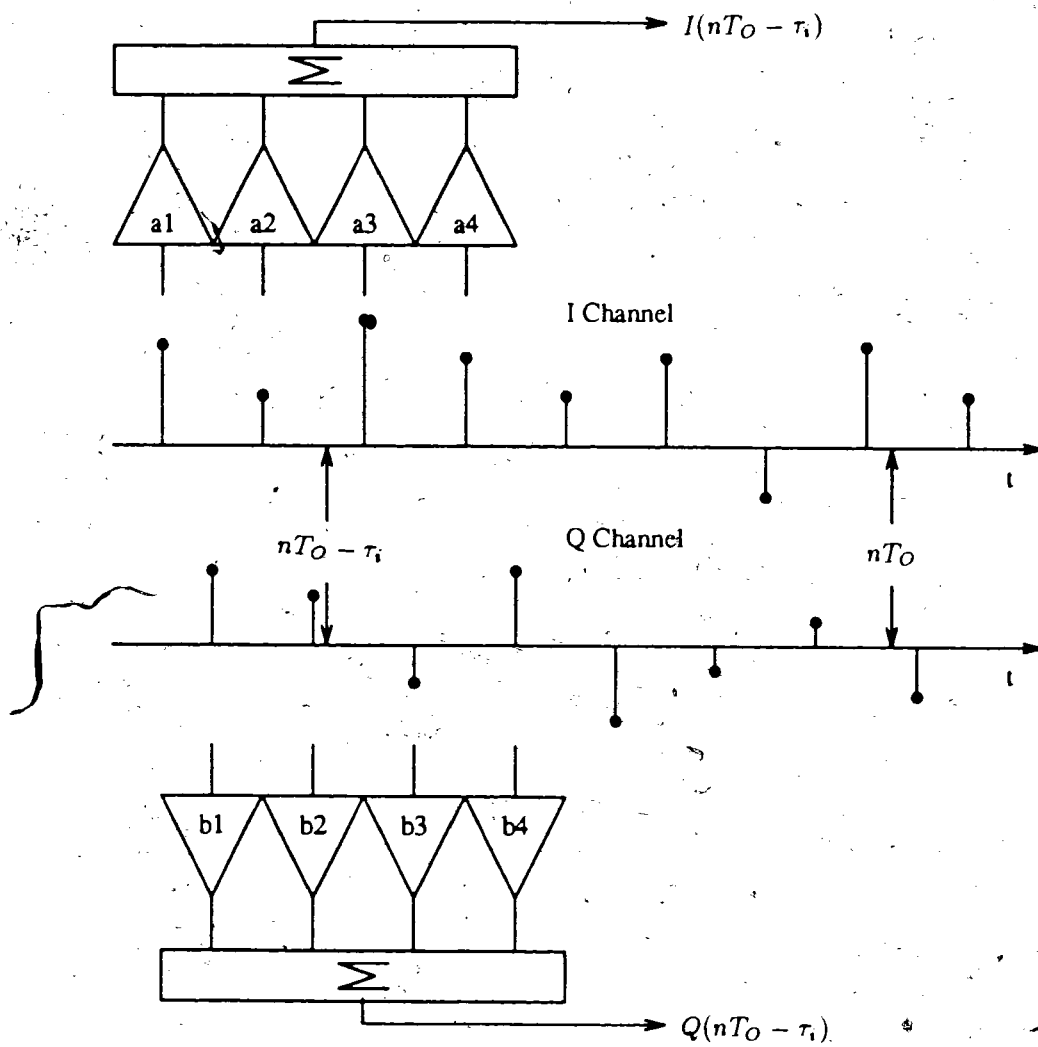 I(nT_O − τ_i)
Σ
a1 a2 a3 a4
I Channel
t
nT_O − τ_i
Q Channel
nT_O
t
b1 b2 b3 b4
Σ
Q(nT_O − τ_i)